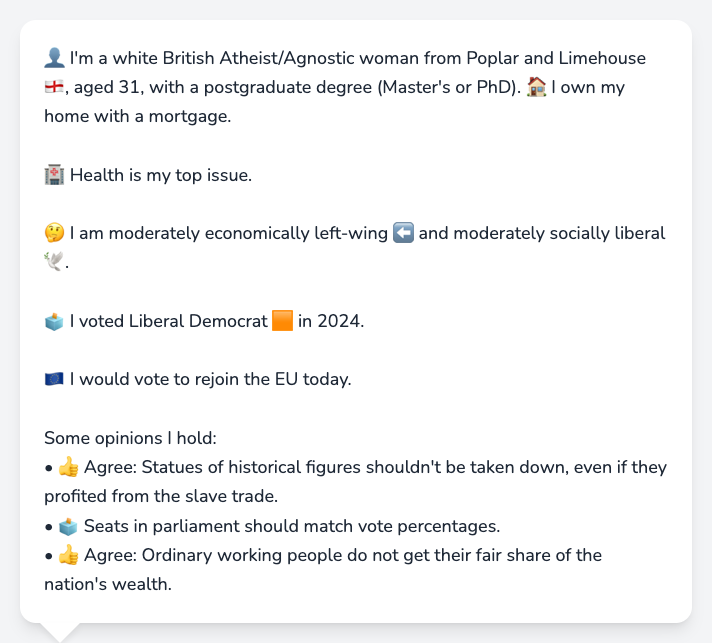 👤 I'm a white British Atheist/Agnostic woman from Poplar and Limehouse
🏴󠁧󠁢󠁥󠁮󠁧󠁿, aged 31, with a postgraduate degree (Master's or PhD). 🏠 I own my
home with a mortgage.
🏥 Health is my top issue.
🤔 I am moderately economically left-wing ⬅️ and moderately socially liberal
🕊️.
🗳️ I voted Liberal Democrat 🟧 in 2024.
🇪🇺 I would vote to rejoin the EU today.
Some opinions I hold:
• 👍 Agree: Statues of historical figures shouldn't be taken down, even if they
profited from the slave trade.
• 🗳️ Seats in parliament should match vote percentages.
• 👍 Agree: Ordinary working people do not get their fair share of the
nation's wealth.